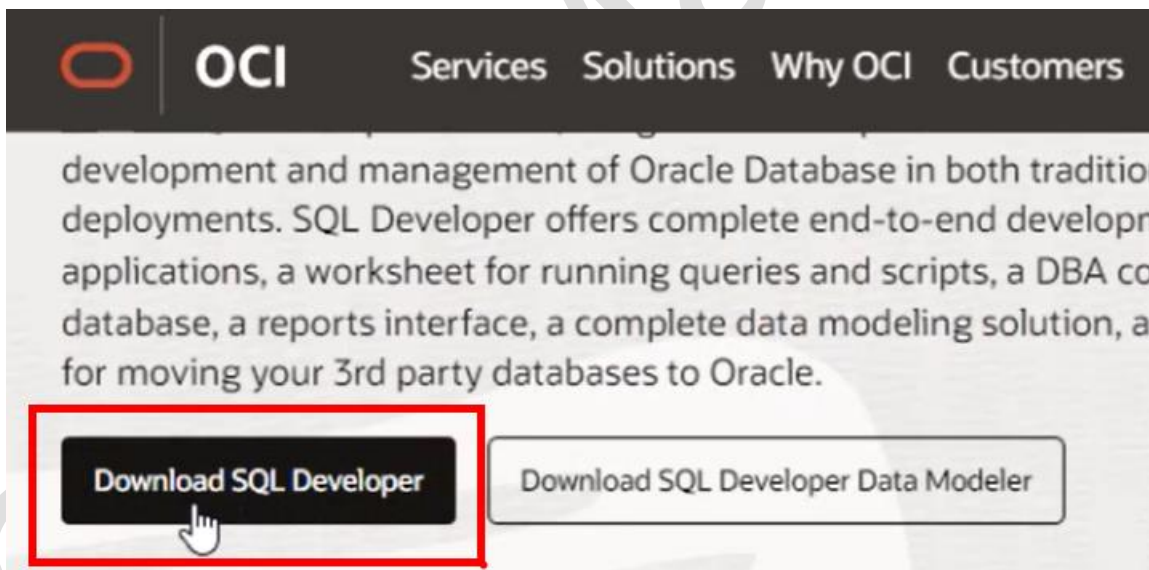 OCI Services Solutions Why OCI Customers
development and management of Oracle Database in both traditio
deployments. SQL Developer offers complete end-to-end developm
applications, a worksheet for running queries and scripts, a DBA co
database, a reports interface, a complete data modeling solution, a
for moving your 3rd party databases to Oracle.
Download SQL Developer Download SQL Developer Data Modeler